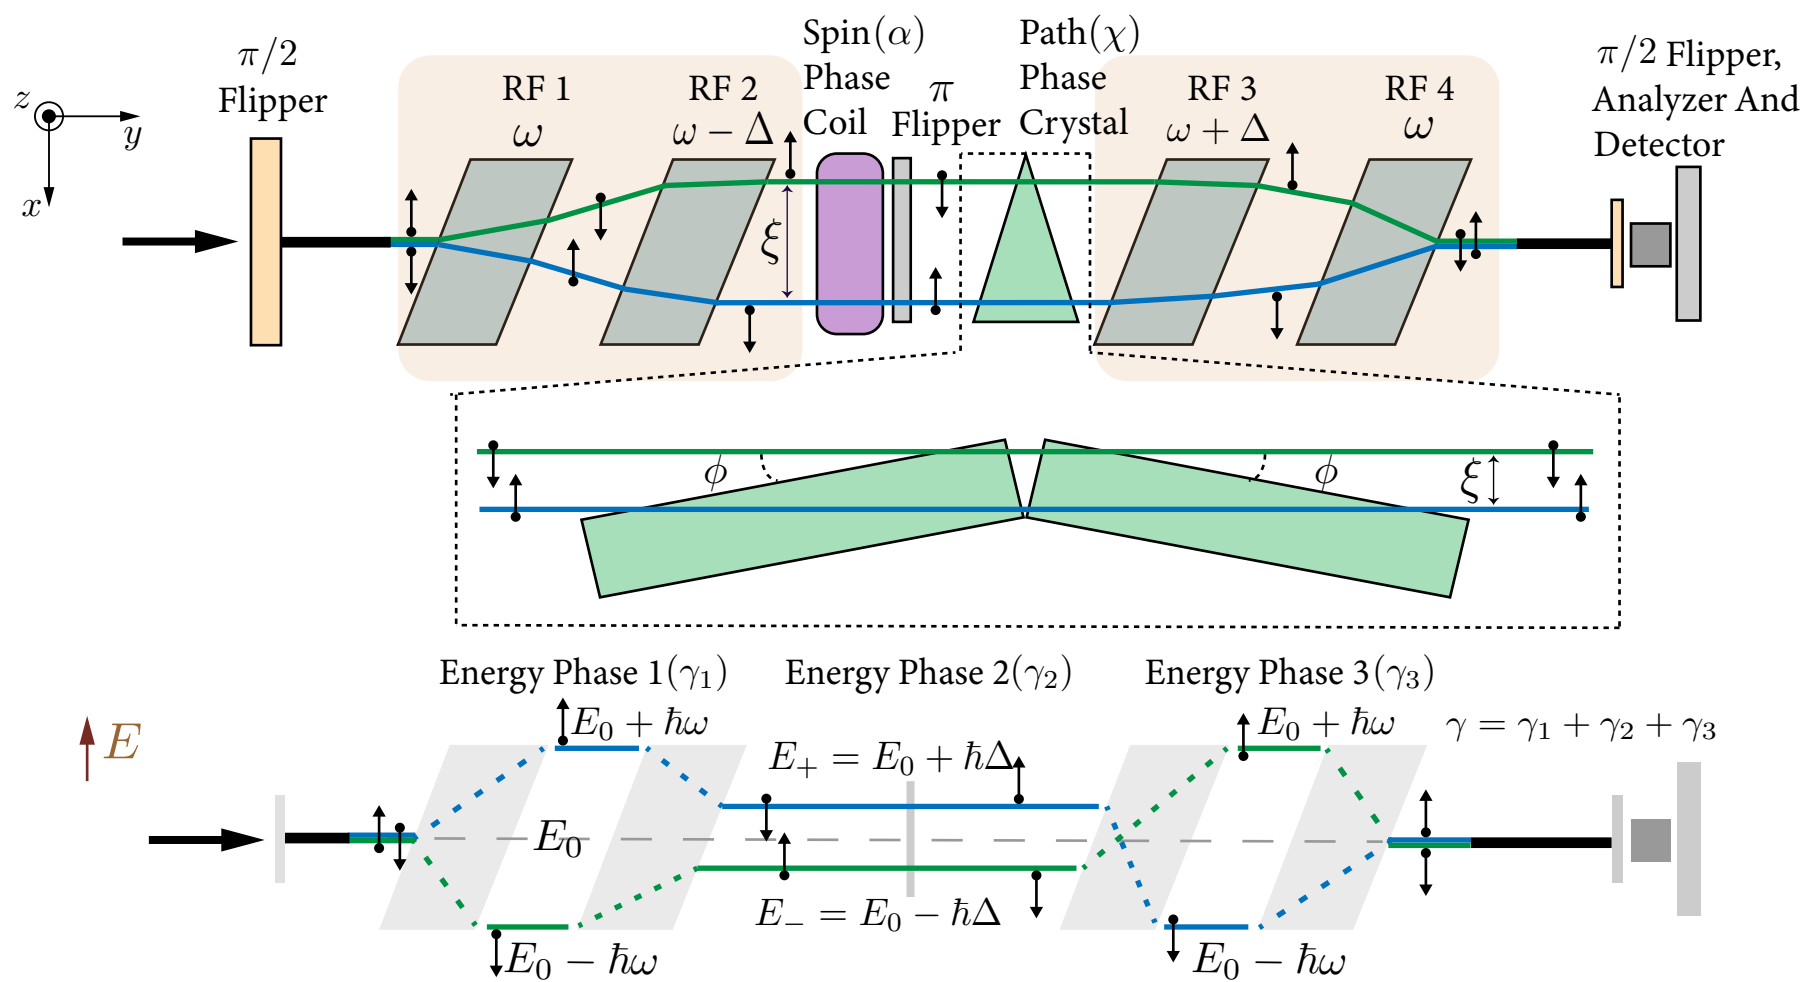 π/2
Flipper
RF 1
ω
RF 2
ω − Δ
Spin(α)
Phase
Coil
π
Flipper
Path(χ)
Phase
Crystal
RF 3
ω + Δ
RF 4
ω
π/2 Flipper,
Analyzer And
Detector
z
y
x
ξ
ϕ
ϕ
ξ
Energy Phase 1(γ₁)
Energy Phase 2(γ₂)
Energy Phase 3(γ₃)
E
E₀ + ħω
E₊ = E₀ + ħΔ
E₀ + ħω
γ = γ₁ + γ₂ + γ₃
E₀
E₋ = E₀ − ħΔ
E₀ − ħω
E₀ − ħω